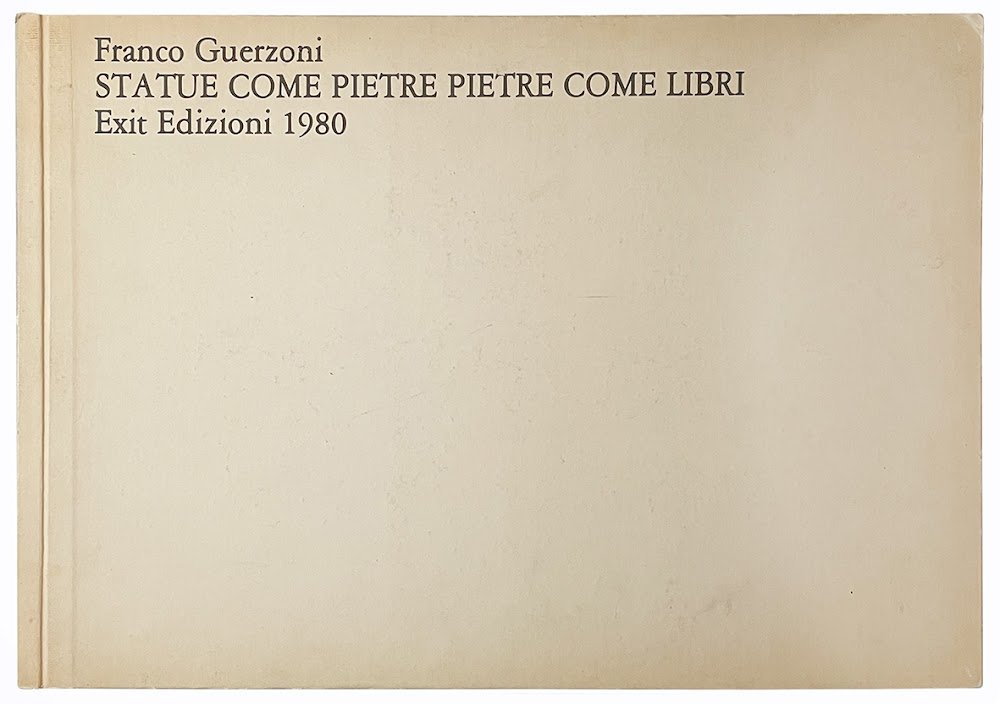 Franco Guerzoni
STATUE COME PIETRE PIETRE COME LIBRI
Exit Edizioni 1980